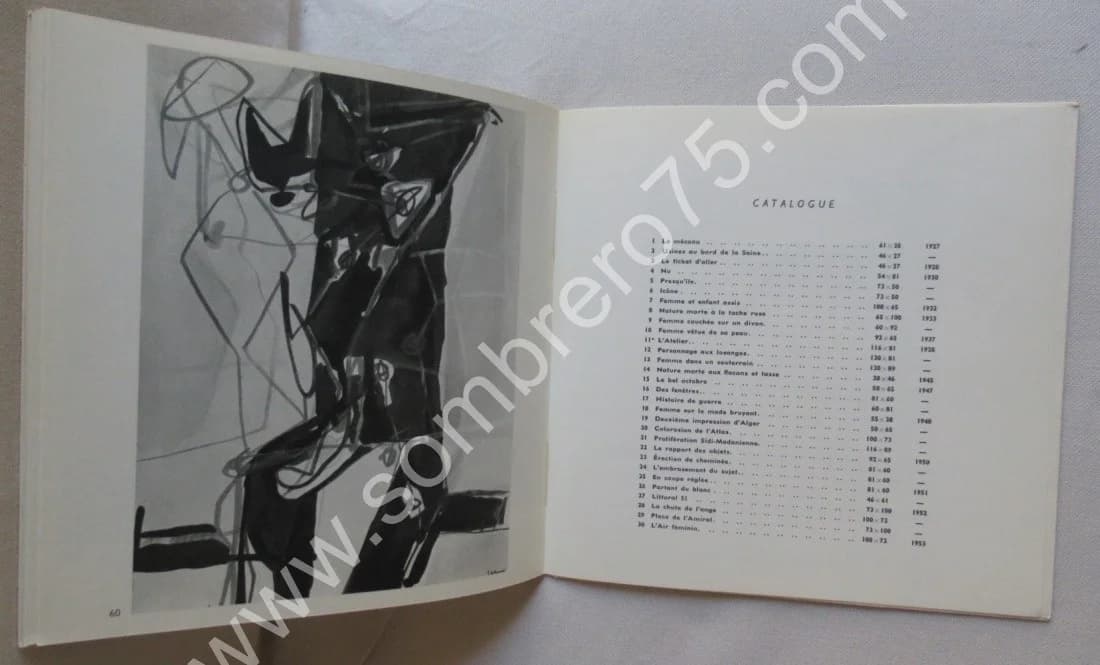 60
CATALOGUE
1 Le mécano 61 × 38 1927
2 Usines au bord de la Seine 46 × 27 —
3 Le ticket d'aller 46 × 27 1928
4 Nu 54 × 81 1930
5 Presqu'île 73 × 50 —
6 Icône 73 × 50 —
7 Femme et enfant assis 100 × 65 1932
8 Nature morte à la tache rose 65 × 100 1933
9 Femme couchée sur un divan 60 × 92 —
10 Femme vêtue de sa peau 92 × 65 1937
11* L'Atelier 116 × 81 1938
12 Personnage aux losanges 130 × 81 —
13 Femme dans un souterrain 130 × 89 —
14 Nature morte aux flacons et tasse 38 × 46 1945
15 Le bel octobre 50 × 65 1947
16 Des fenêtres 81 × 60 —
17 Histoire de guerre 60 × 81 —
18 Femme sur le mode bruyant 55 × 38 1948
19 Deuxième impression d'Alger 50 × 65 —
20 Colorosion de l'Atlas 100 × 73 —
21 Prolifération Sidi-Madanienne 116 × 89 —
22 Le rapport des objets 92 × 65 1950
23 Érection de cheminée 81 × 60 —
24 L'embrasement du sujet 81 × 60 —
25 En coupe réglée 81 × 60 1951
26 Partant du blanc 46 × 61 —
27 Littoral 51 73 × 100 1952
28 La chute de l'ange 100 × 73 —
29 Place de l'Amiral 73 × 100 —
30 L'Air féminin 100 × 73 1953
www.sombrero75.com